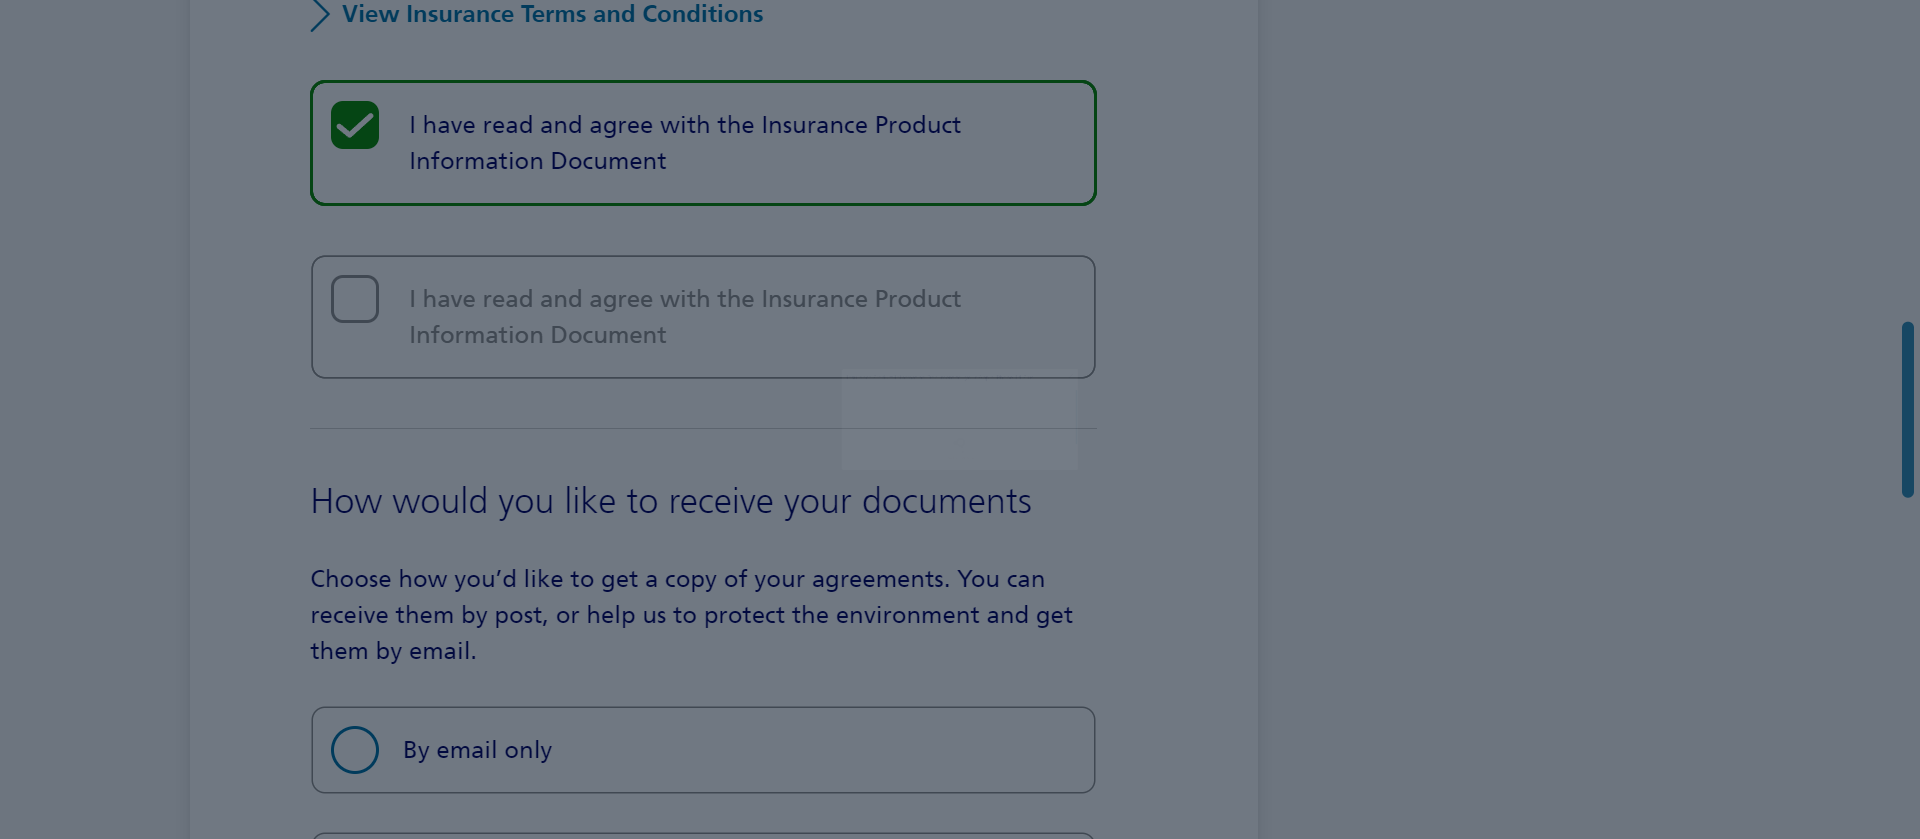 View Insurance Terms and Conditions
I have read and agree with the Insurance Product
Information Document
I have read and agree with the Insurance Product
Information Document
How would you like to receive your documents
Choose how you’d like to get a copy of your agreements. You can
receive them by post, or help us to protect the environment and get
them by email.
By email only